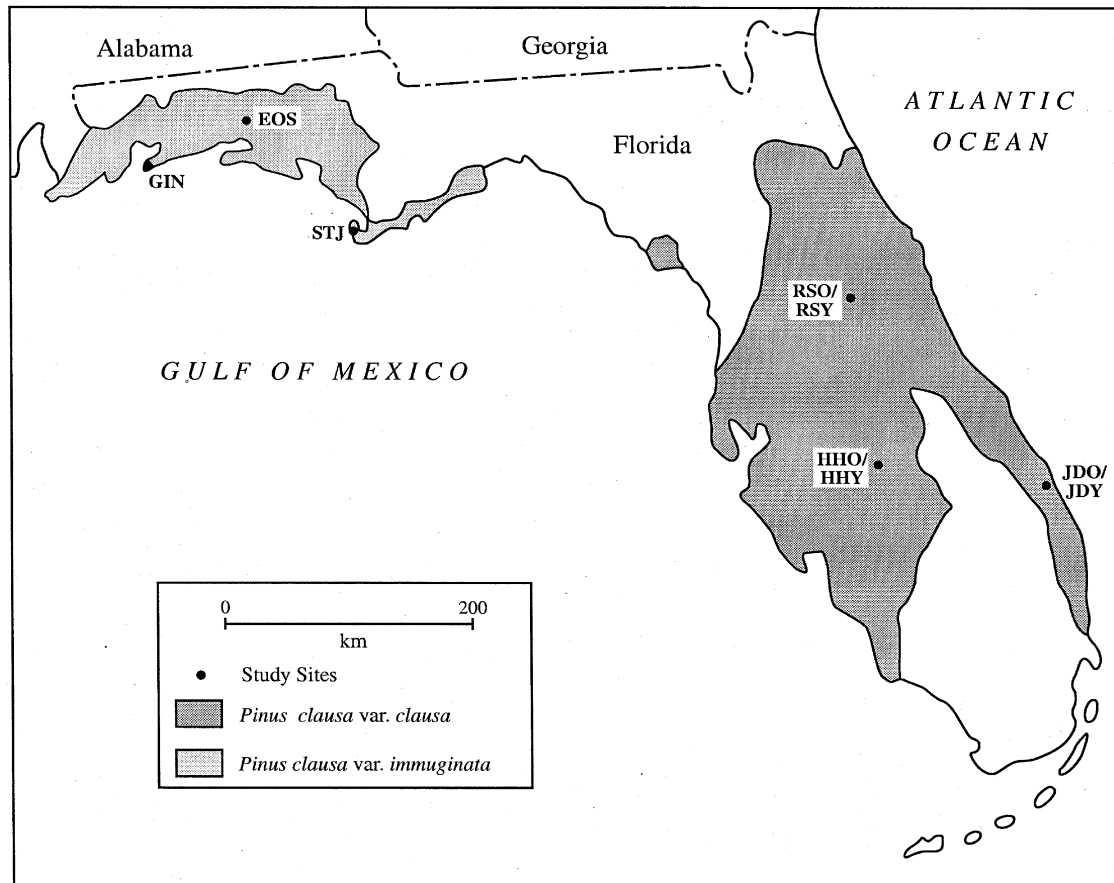 Alabama
Georgia
ATLANTIC
OCEAN
EOS
Florida
GIN
STJ
RSO/
RSY
GULF OF MEXICO
HHO/
HHY
JDO/
JDY
0 200
km
Study Sites
Pinus clausa var. clausa
Pinus clausa var. immuginata